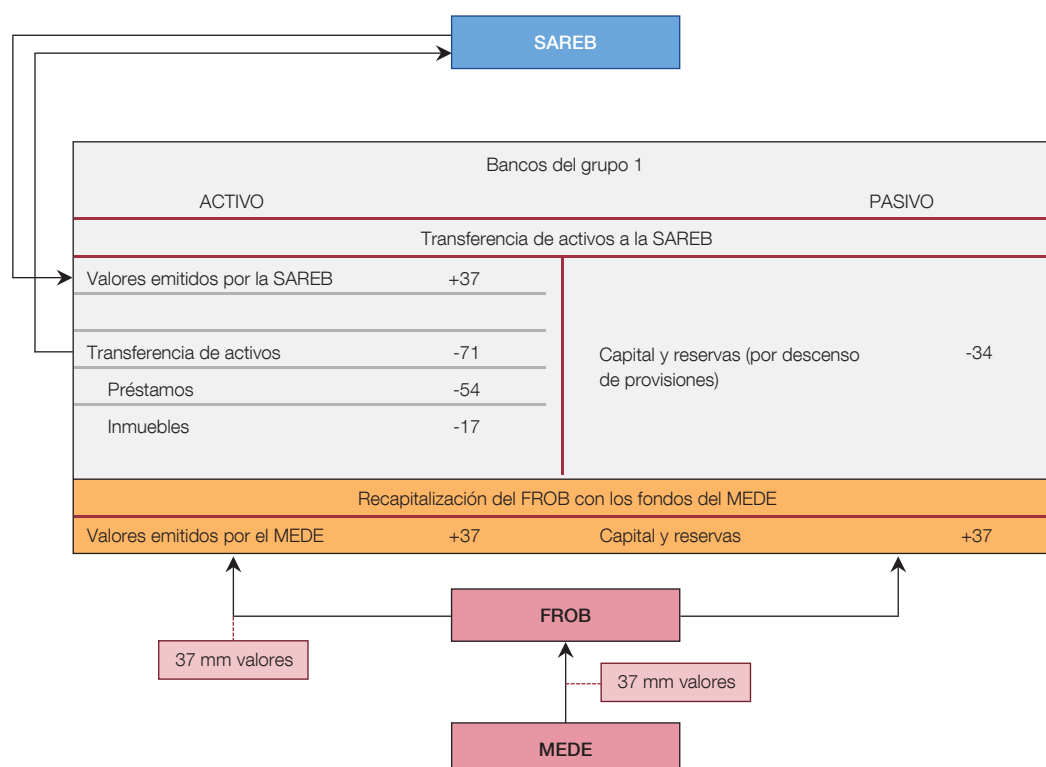 SAREB
Bancos del grupo 1
ACTIVO PASIVO
Transferencia de activos a la SAREB
Valores emitidos por la SAREB +37
Transferencia de activos -71
Préstamos -54
Inmuebles -17
Capital y reservas (por descenso -34
de provisiones)
Recapitalización del FROB con los fondos del MEDE
Valores emitidos por el MEDE +37 Capital y reservas +37
FROB
37 mm valores
37 mm valores
MEDE